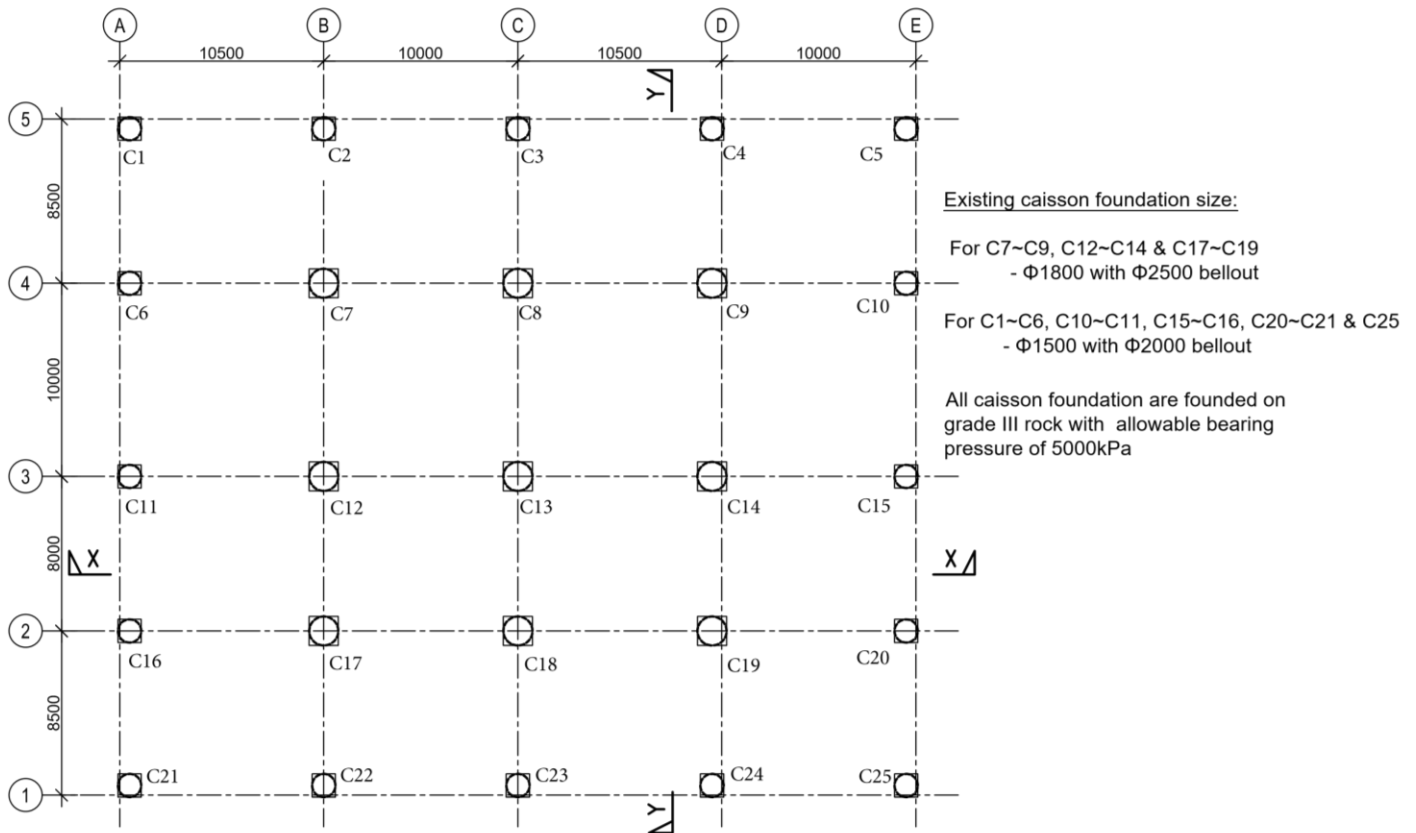 A B C D E
10500 10000 10500 10000
Y
5
C1 C2 C3 C4 C5
8500
Existing caisson foundation size:
For C7~C9, C12~C14 & C17~C19
- Φ1800 with Φ2500 bellout
4
C6 C7 C8 C9 C10
For C1~C6, C10~C11, C15~C16, C20~C21 & C25
- Φ1500 with Φ2000 bellout
10000
All caisson foundation are founded on
grade III rock with allowable bearing
pressure of 5000kPa
3
C11 C12 C13 C14 C15
8000
X X
2
C16 C17 C18 C19 C20
8500
C21 C22 C23 C24 C25
1
Y